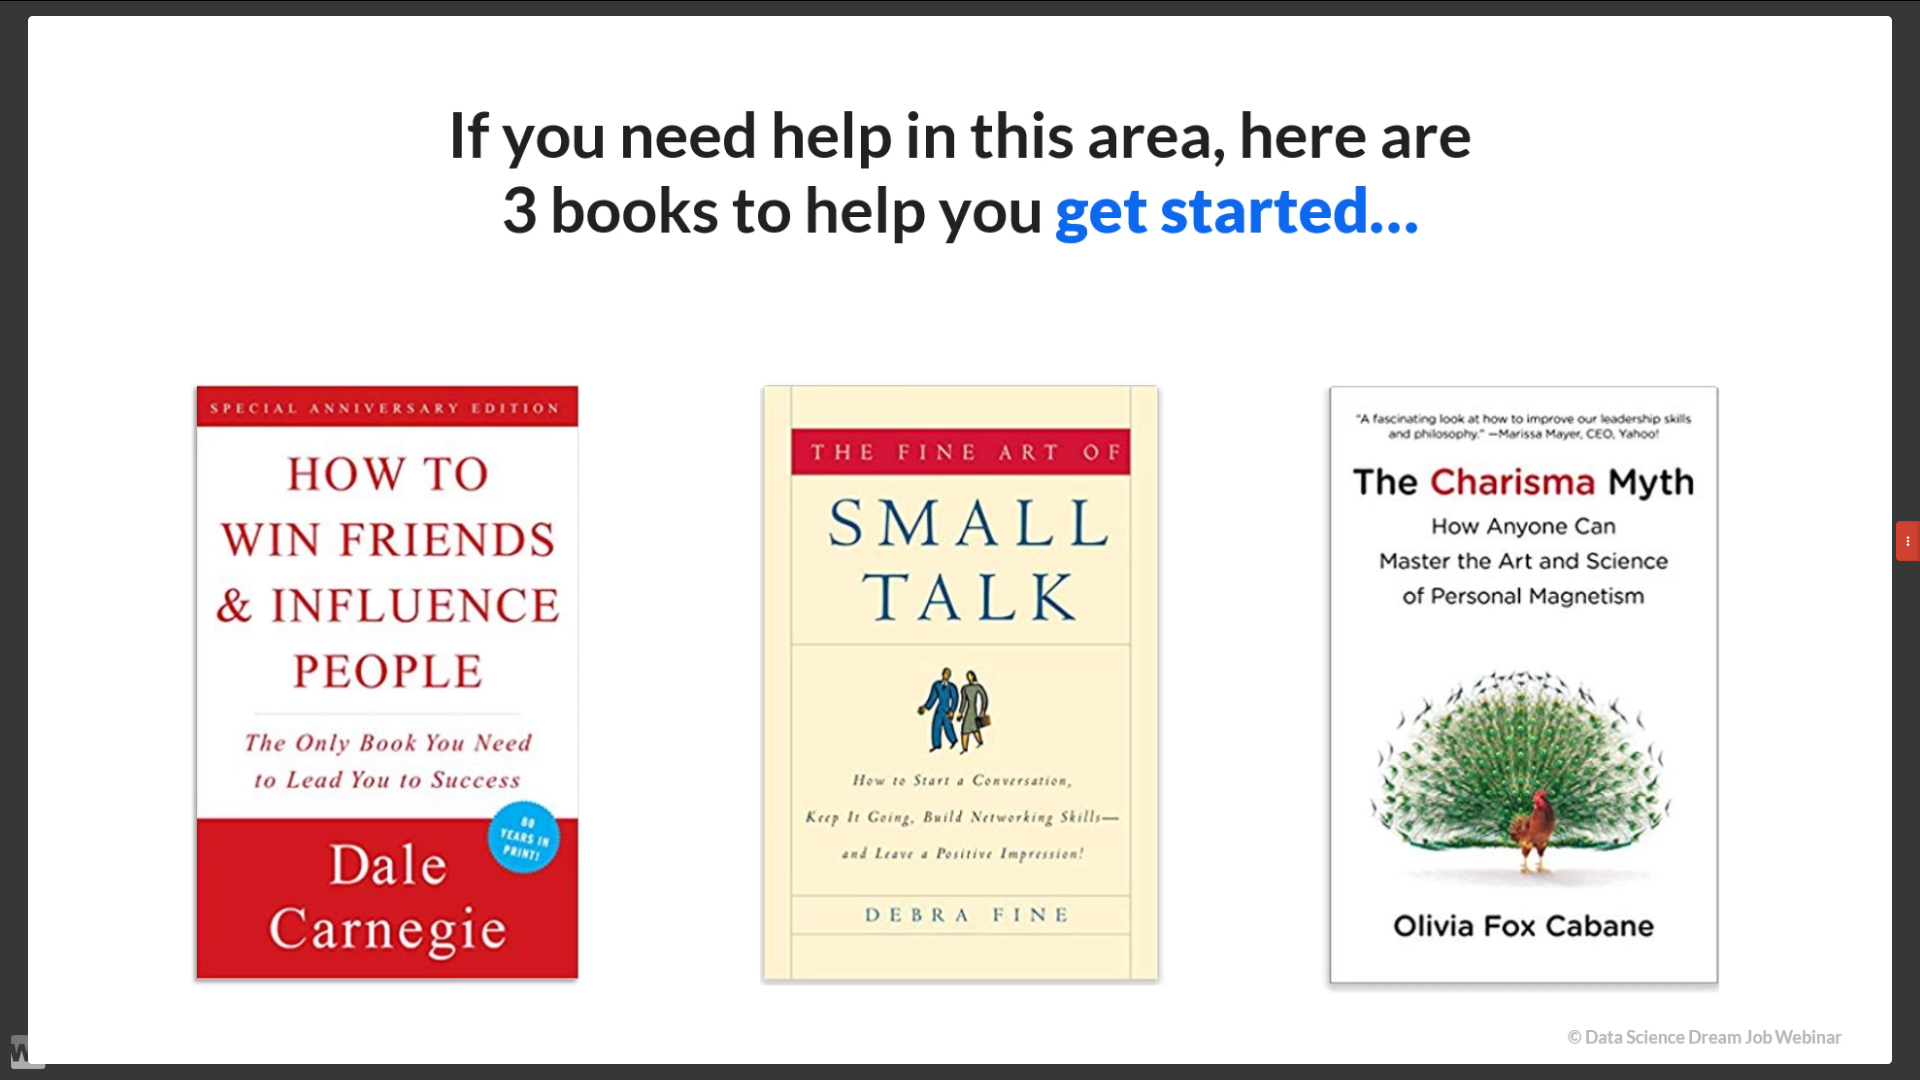 If you need help in this area, here are
3 books to help you get started...
SPECIAL ANNIVERSARY EDITION
HOW TO
WIN FRIENDS
& INFLUENCE
PEOPLE
The Only Book You Need
to Lead You to Success
80
YEARS IN
PRINT!
Dale
Carnegie
THE FINE ART OF
SMALL
TALK
How to Start a Conversation,
Keep It Going, Build Networking Skills—
and Leave a Positive Impression!
DEBRA FINE
"A fascinating look at how to improve our leadership skills
and philosophy." —Marissa Mayer, CEO, Yahoo!
The Charisma Myth
How Anyone Can
Master the Art and Science
of Personal Magnetism
Olivia Fox Cabane
© Data Science Dream Job Webinar